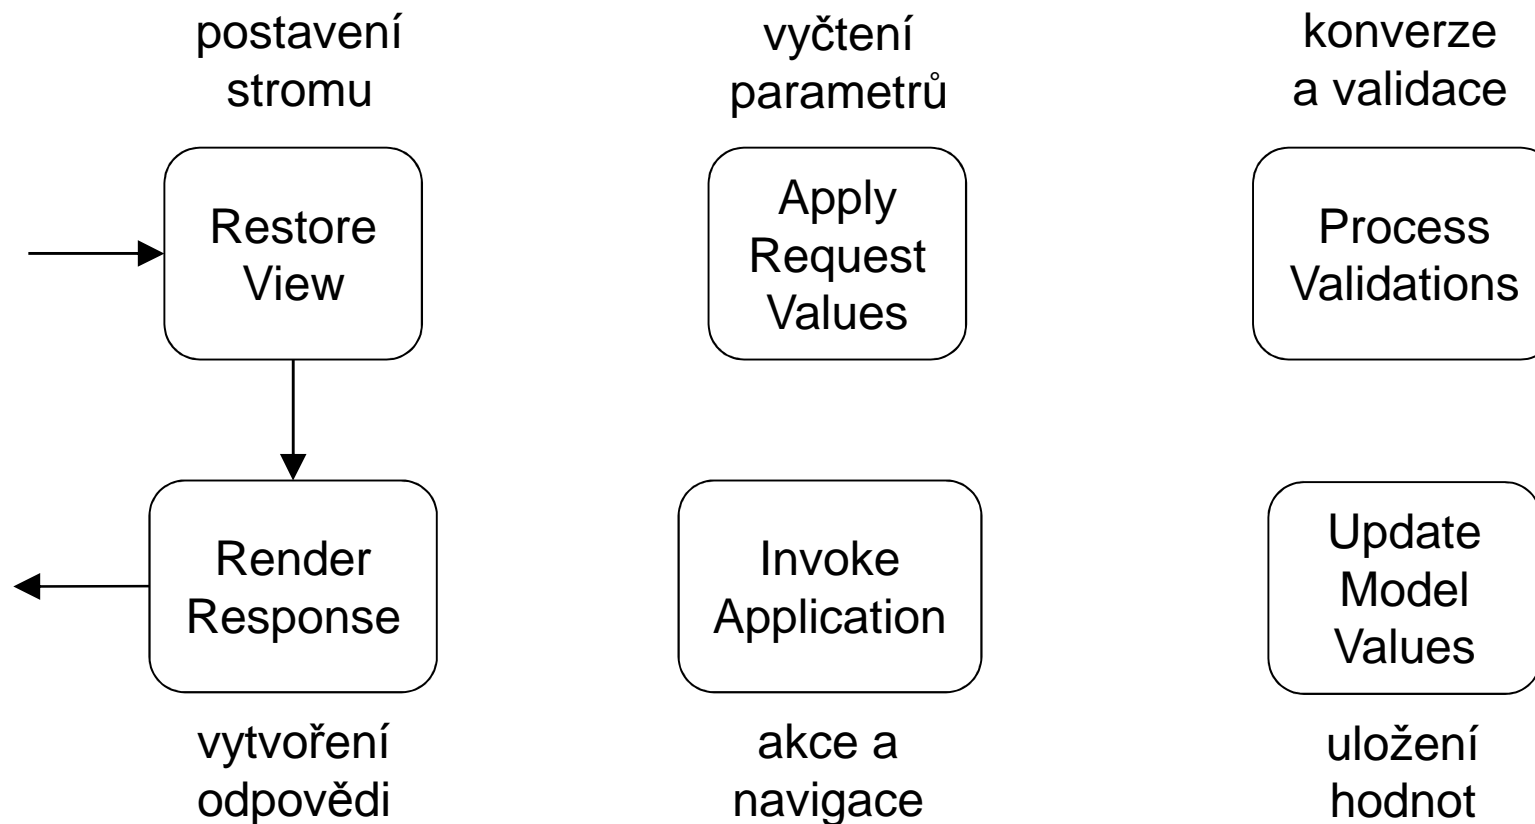 postavení
stromu
vyčtení
parametrů
konverze
a validace
Restore
View
Apply
Request
Values
Process
Validations
Render
Response
Invoke
Application
Update
Model
Values
vytvoření
odpovědi
akce a
navigace
uložení
hodnot